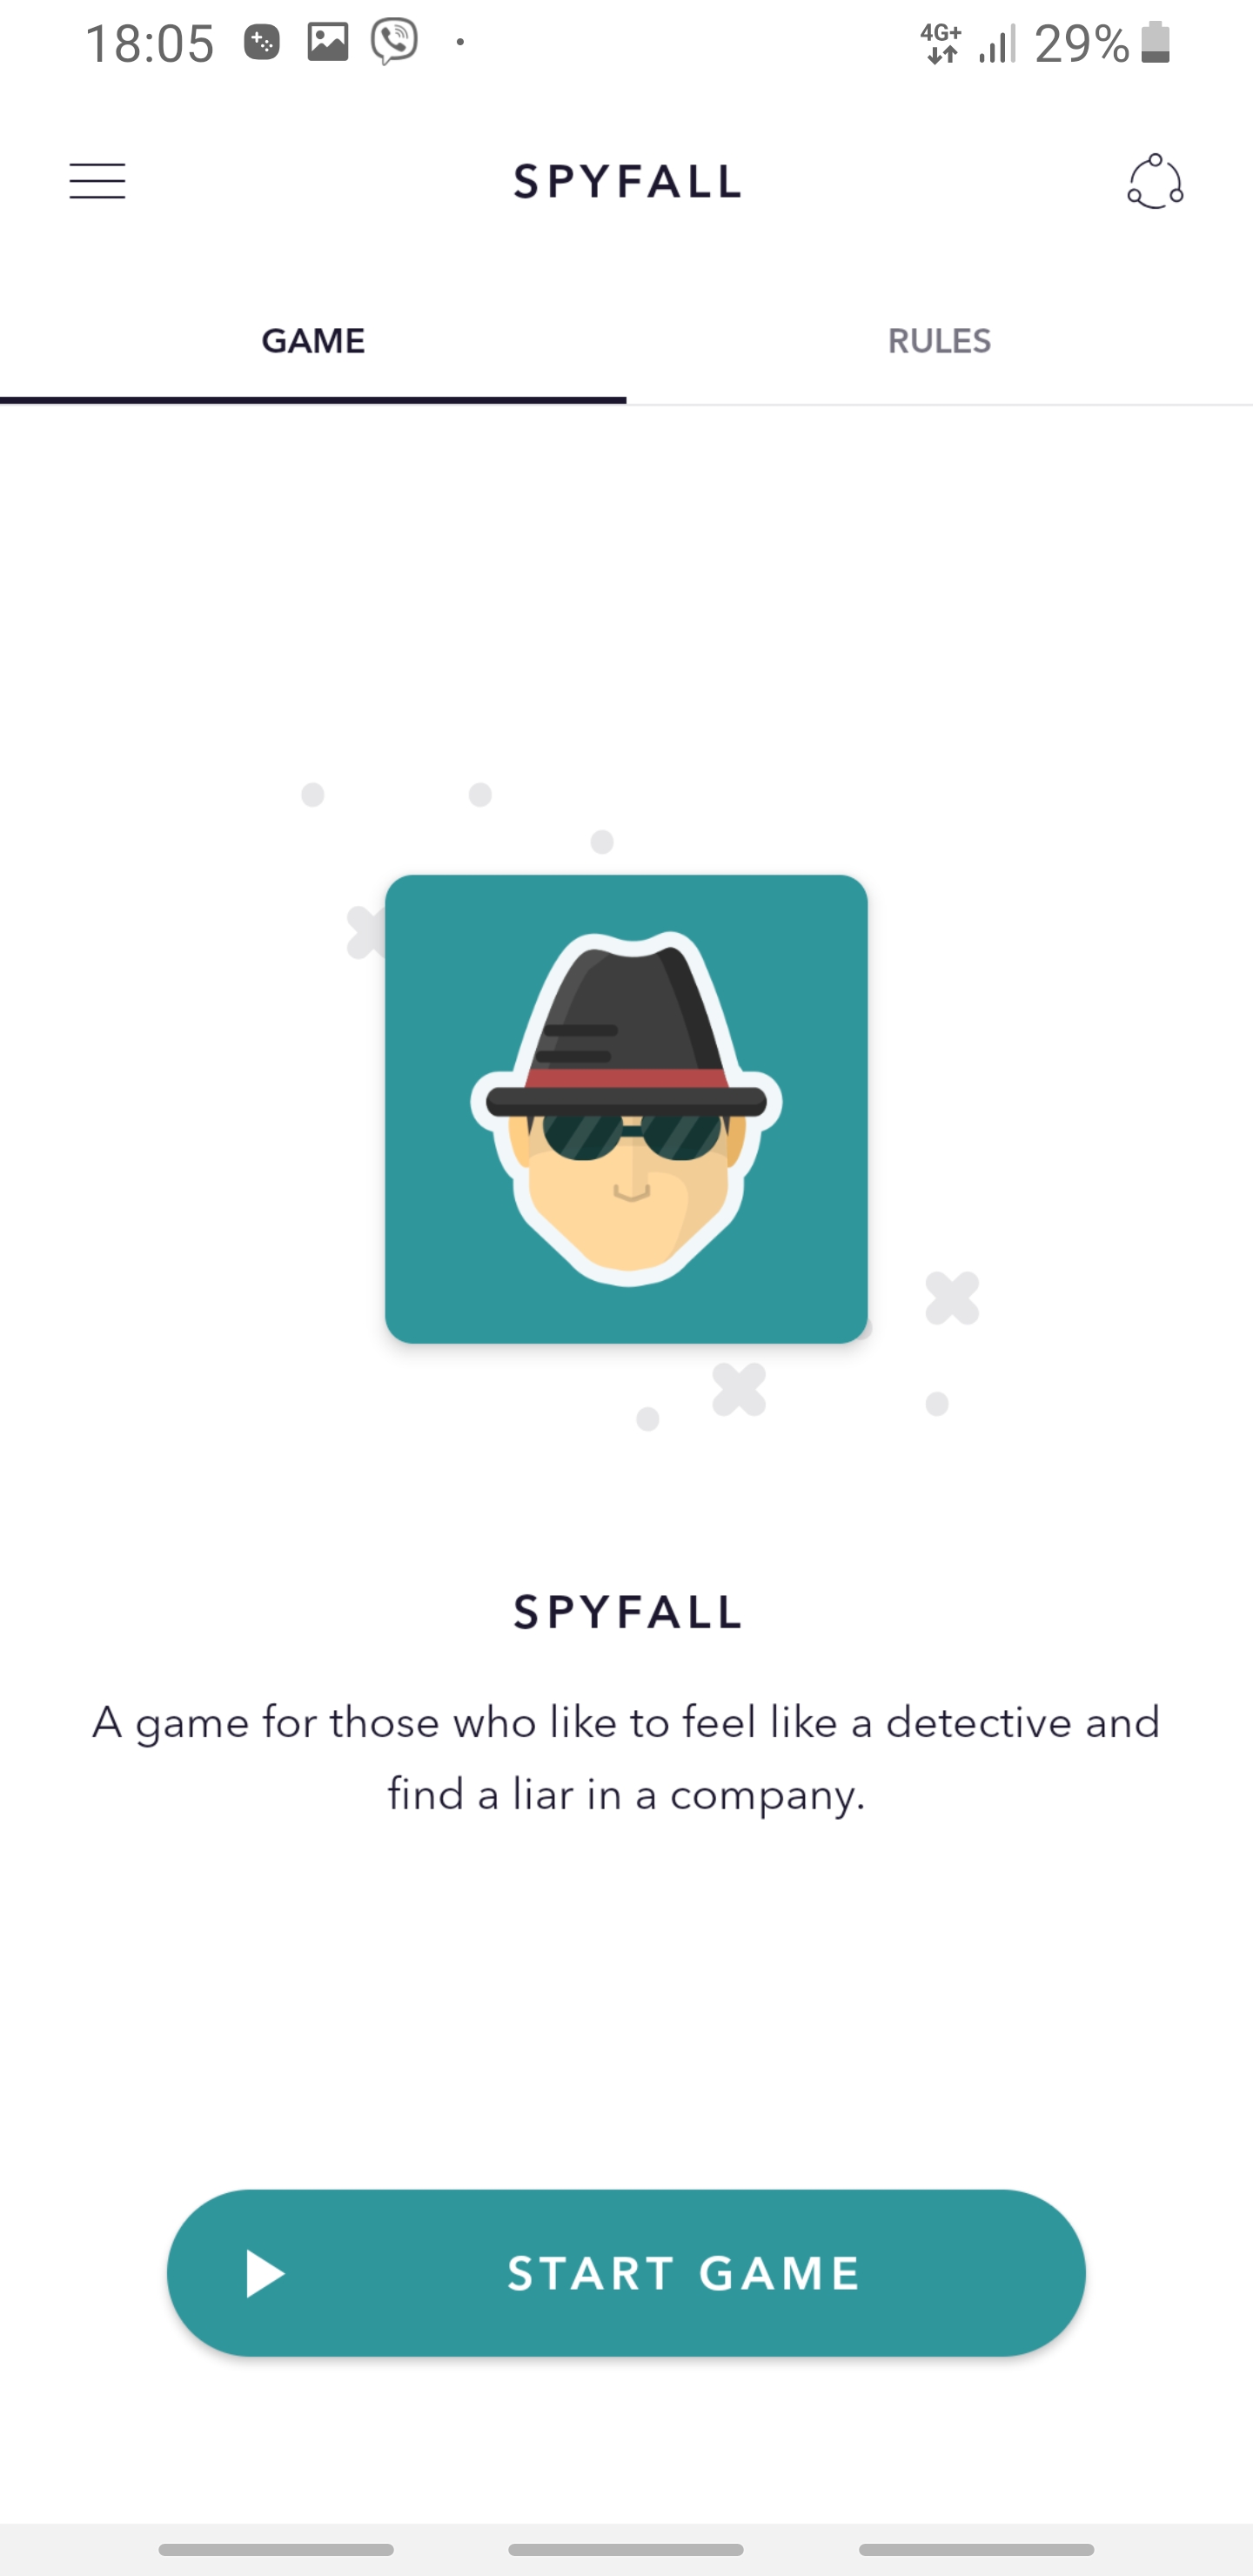 18:05
4G+ 29%
SPYFALL
GAME
RULES
SPYFALL
A game for those who like to feel like a detective and
find a liar in a company.
START GAME